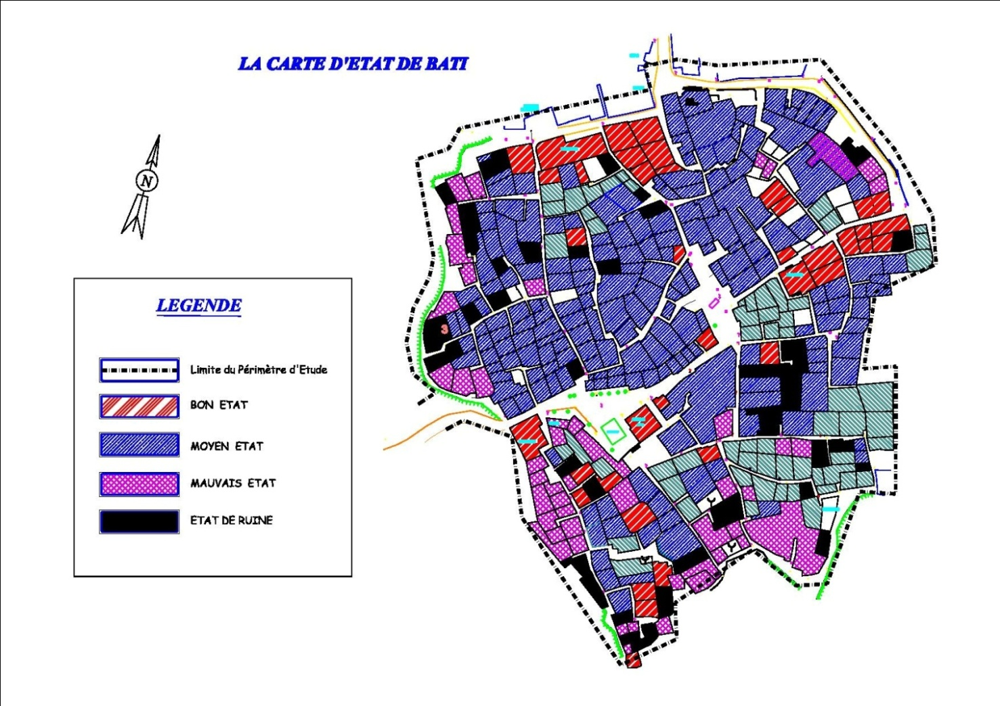 LA CARTE D'ETAT DE BATI
N
LEGENDE
Limite du Périmètre d'Etude
BON ETAT
MOYEN ETAT
MAUVAIS ETAT
ETAT DE RUINE